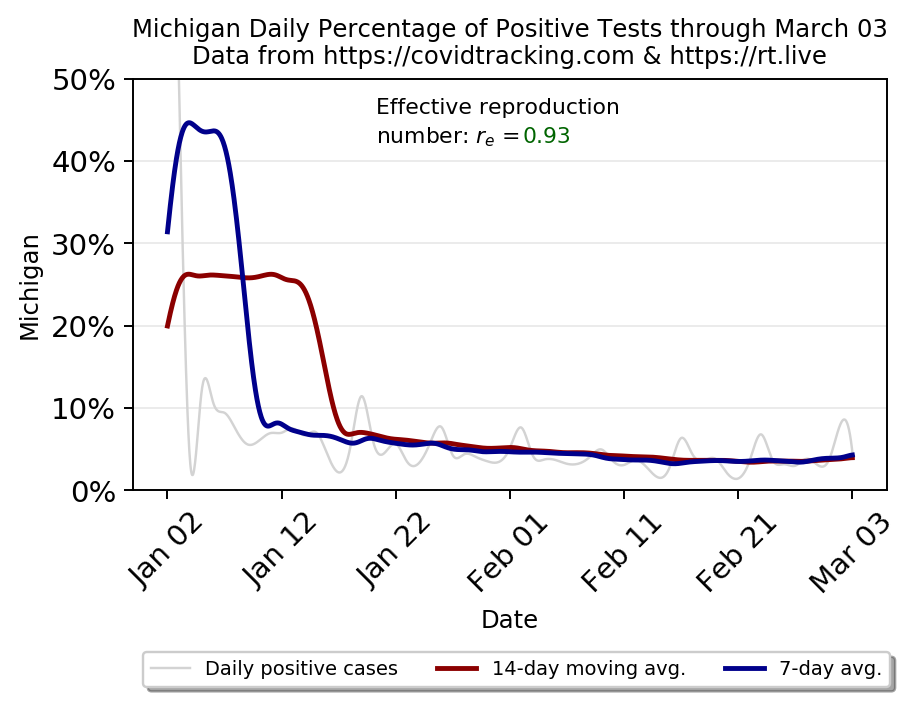 Michigan Daily Percentage of Positive Tests through March 03
Data from https://covidtracking.com & https://rt.live
50%
Effective reproduction
number: rₑ =0.93
40%
30%
20%
10%
0%
Michigan
Jan 02
Jan 12
Jan 22
Feb 01
Feb 11
Feb 21
Mar 03
Date
Daily positive cases
14-day moving avg.
7-day avg.